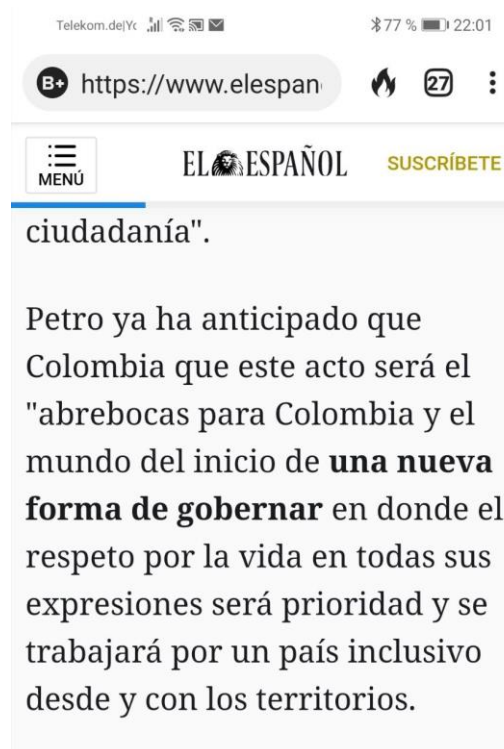 Telekom.de|Yc
77 % 22:01
B+ https://www.elespan 27
MENÚ EL ESPAÑOL SUSCRÍBETE
ciudadanía".
Petro ya ha anticipado que
Colombia que este acto será el
"abrebocas para Colombia y el
mundo del inicio de una nueva
forma de gobernar en donde el
respeto por la vida en todas sus
expresiones será prioridad y se
trabajará por un país inclusivo
desde y con los territorios.